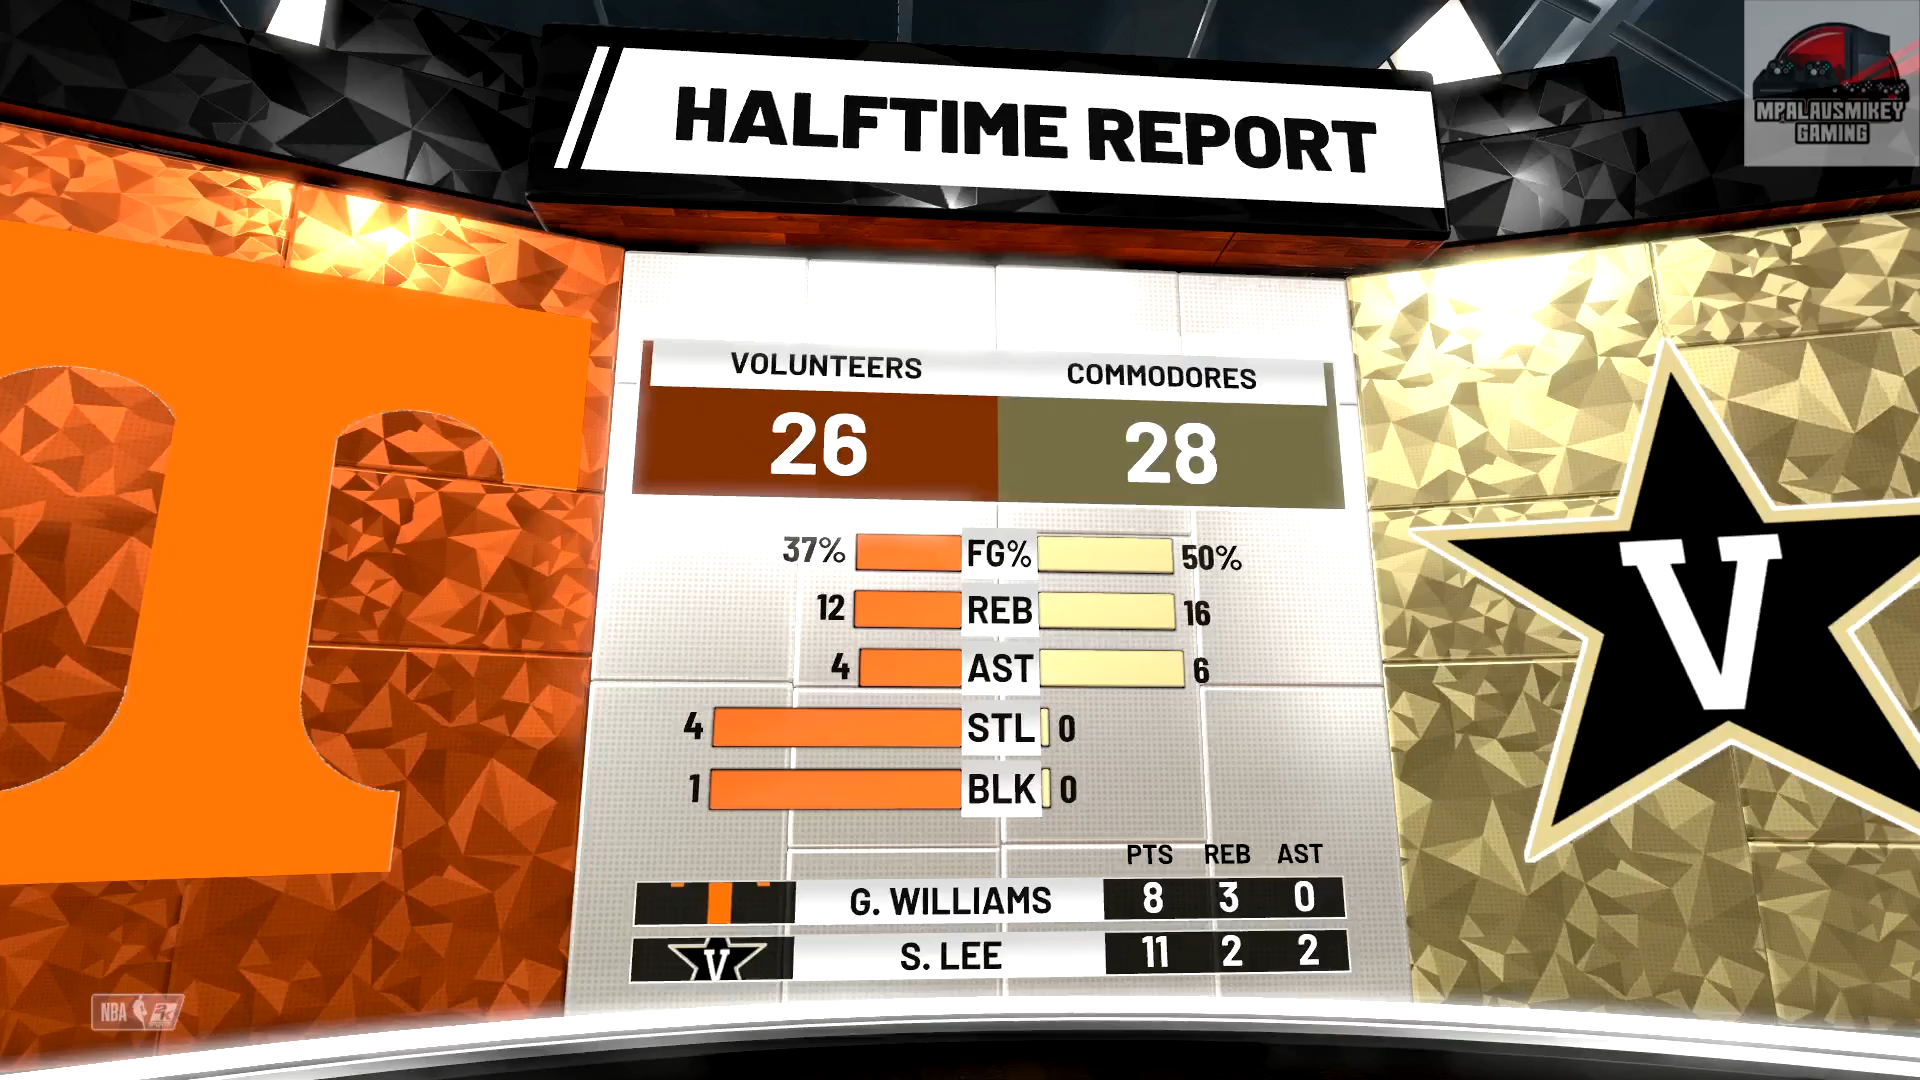 HALFTIME REPORT
MPALAUSMIKEY
GAMING
VOLUNTEERS COMMODORES
26 28
37% FG% 50%
12 REB 16
4 AST 6
4 STL 0
1 BLK 0
PTS REB AST
G. WILLIAMS 8 3 0
V S. LEE 11 2 2
V
NBA 2K